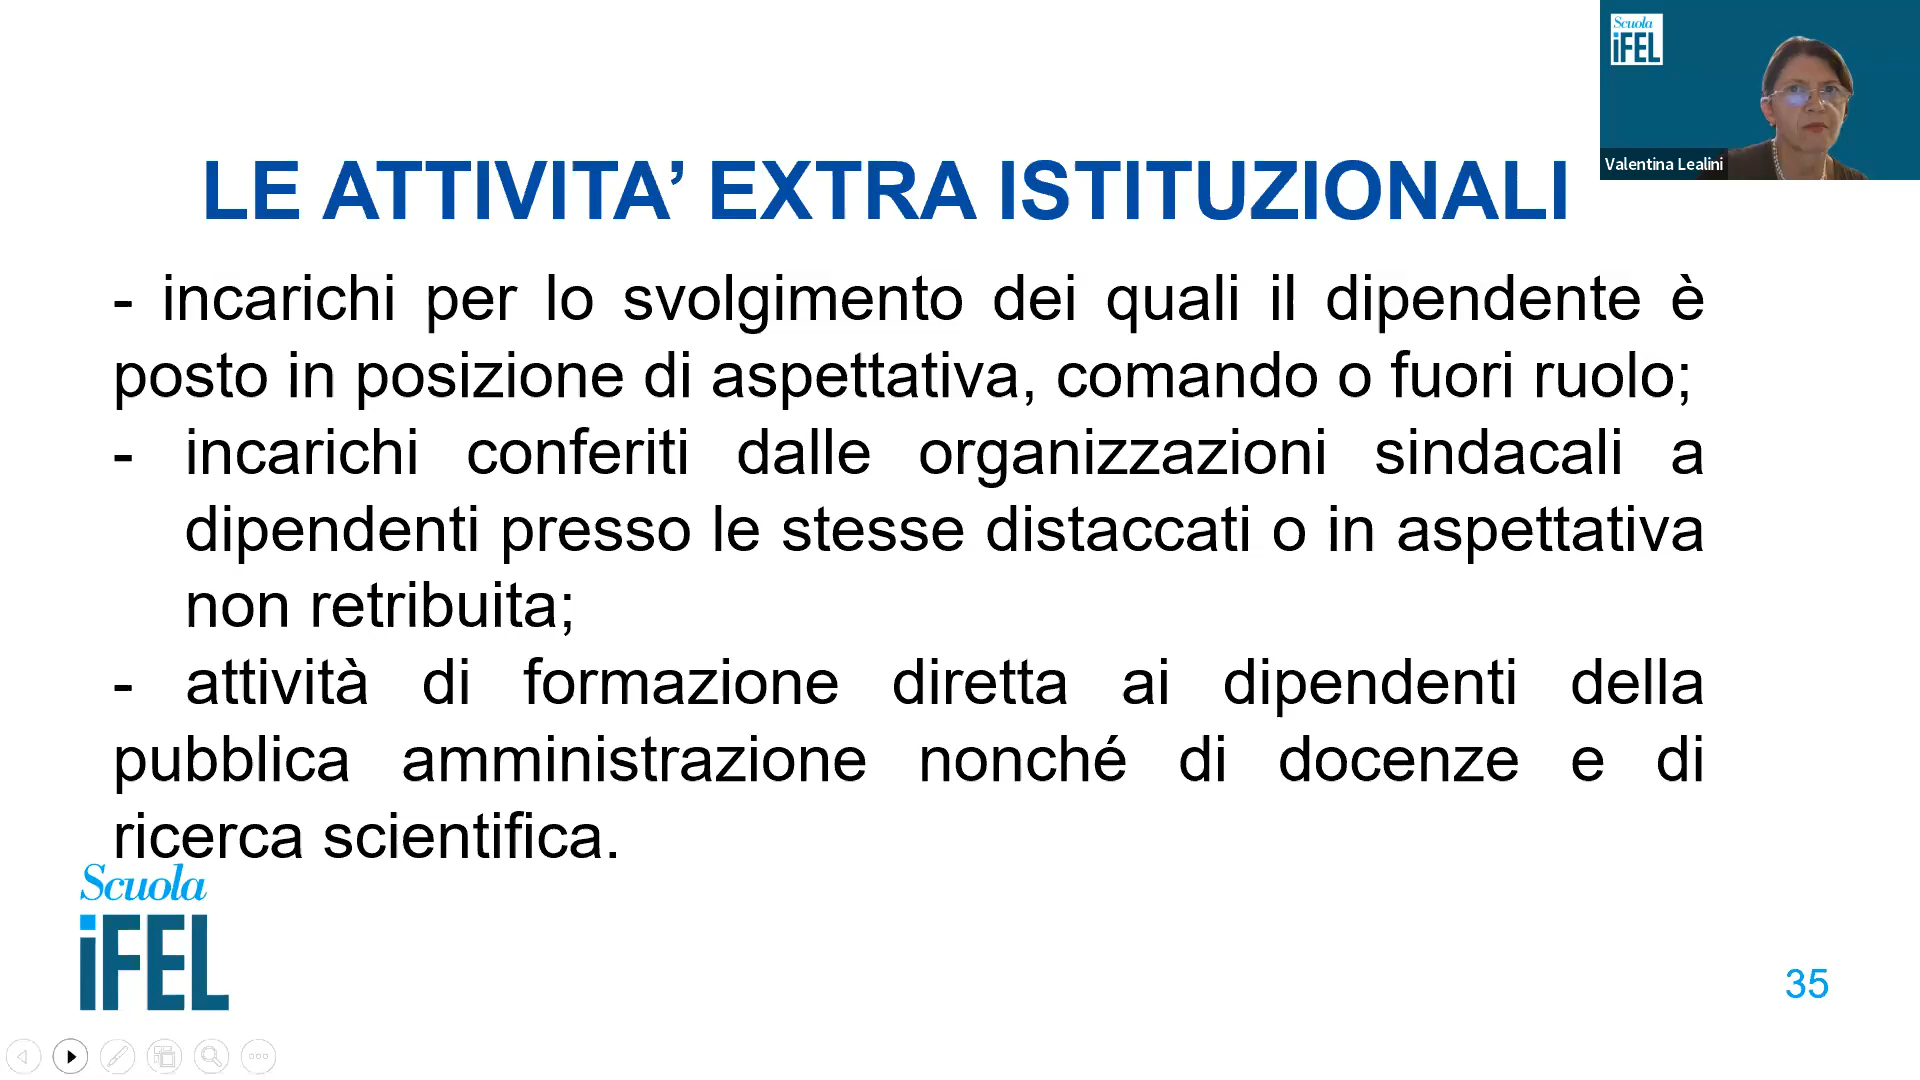 Scuola
iFEL
Valentina Lealini
LE ATTIVITA’ EXTRA ISTITUZIONALI
- incarichi per lo svolgimento dei quali il dipendente è
posto in posizione di aspettativa, comando o fuori ruolo;
- incarichi conferiti dalle organizzazioni sindacali a
dipendenti presso le stesse distaccati o in aspettativa
non retribuita;
- attività di formazione diretta ai dipendenti della
pubblica amministrazione nonché di docenze e di
ricerca scientifica.
Scuola
iFEL
35